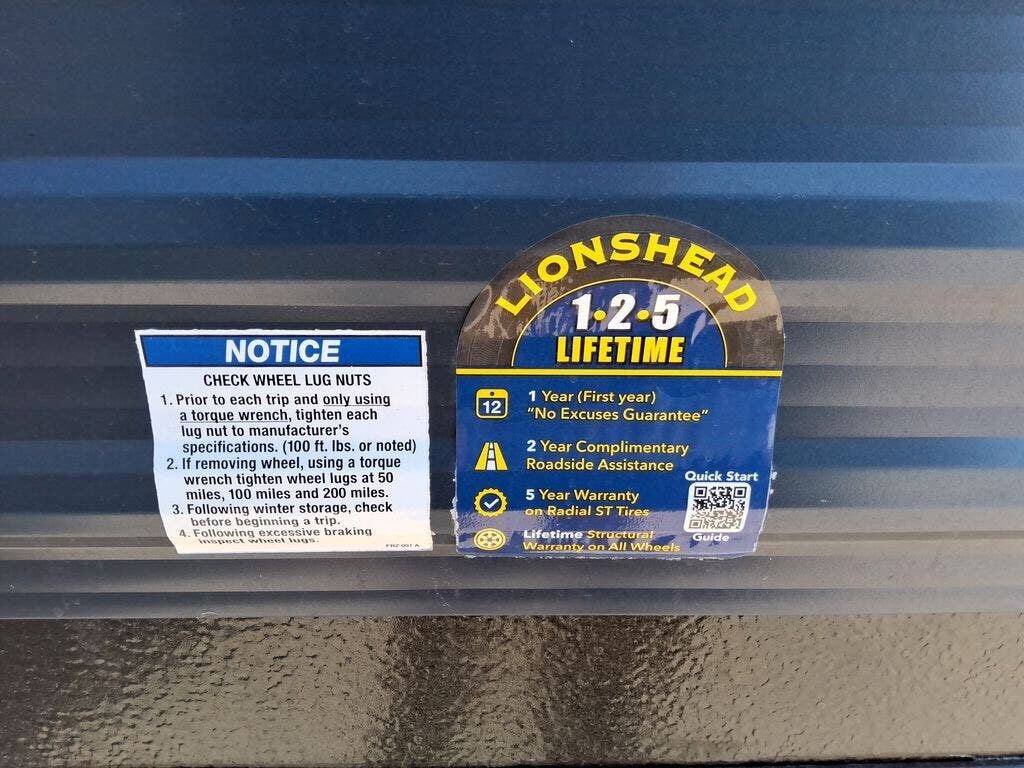 NOTICE
CHECK WHEEL LUG NUTS
1. Prior to each trip and only using
a torque wrench, tighten each
lug nut to manufacturer's
specifications. (100 ft. lbs. or noted)
2. If removing wheel, using a torque
wrench tighten wheel lugs at 50
miles, 100 miles and 200 miles.
3. Following winter storage, check
before beginning a trip.
4. Following excessive braking
inspect wheel lugs.
FRZ-001 A
LIONSHEAD
1•2•5
LIFETIME
12
1 Year (First year)
"No Excuses Guarantee"
2 Year Complimentary
Roadside Assistance
5 Year Warranty
on Radial ST Tires
Lifetime Structural
Warranty on All Wheels
Quick Start
Guide